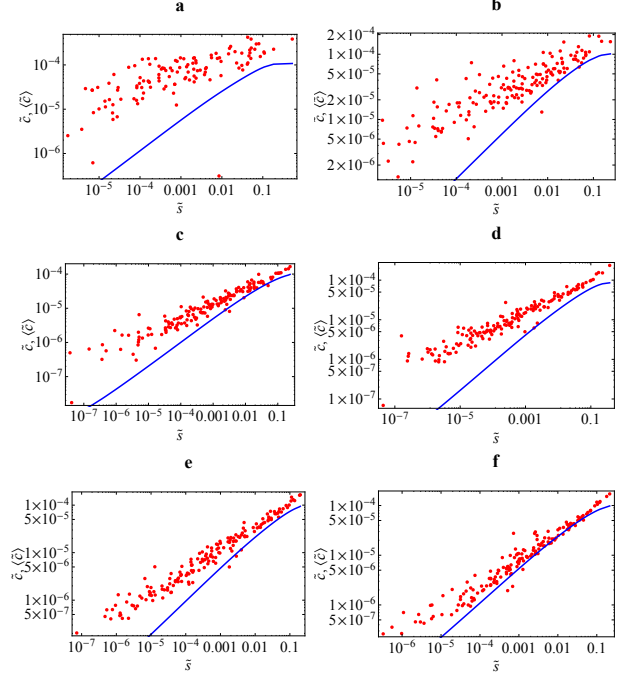 a
10⁻⁴
10⁻⁵
10⁻⁶
c̃, ⟨c̃⟩
10⁻⁵ 10⁻⁴ 0.001 0.01 0.1
s̃
b
2×10⁻⁴
1×10⁻⁴
5×10⁻⁵
2×10⁻⁵
1×10⁻⁵
5×10⁻⁶
2×10⁻⁶
c̃, ⟨c̃⟩
10⁻⁵ 10⁻⁴ 0.001 0.01 0.1
s̃
c
10⁻⁴
10⁻⁵
10⁻⁶
10⁻⁷
c̃, ⟨c̃⟩
10⁻⁷ 10⁻⁶ 10⁻⁵ 10⁻⁴ 0.001 0.01 0.1
s̃
d
1×10⁻⁴
5×10⁻⁵
1×10⁻⁵
5×10⁻⁶
1×10⁻⁶
5×10⁻⁷
1×10⁻⁷
c̃, ⟨c̃⟩
10⁻⁷ 10⁻⁵ 0.001 0.1
s̃
e
1×10⁻⁴
5×10⁻⁵
1×10⁻⁵
5×10⁻⁶
1×10⁻⁶
5×10⁻⁷
c̃, ⟨c̃⟩
10⁻⁷ 10⁻⁶ 10⁻⁵ 10⁻⁴ 0.001 0.01 0.1
s̃
f
1×10⁻⁴
5×10⁻⁵
1×10⁻⁵
5×10⁻⁶
1×10⁻⁶
5×10⁻⁷
c̃, ⟨c̃⟩
10⁻⁶ 10⁻⁵ 10⁻⁴ 0.001 0.01 0.1
s̃